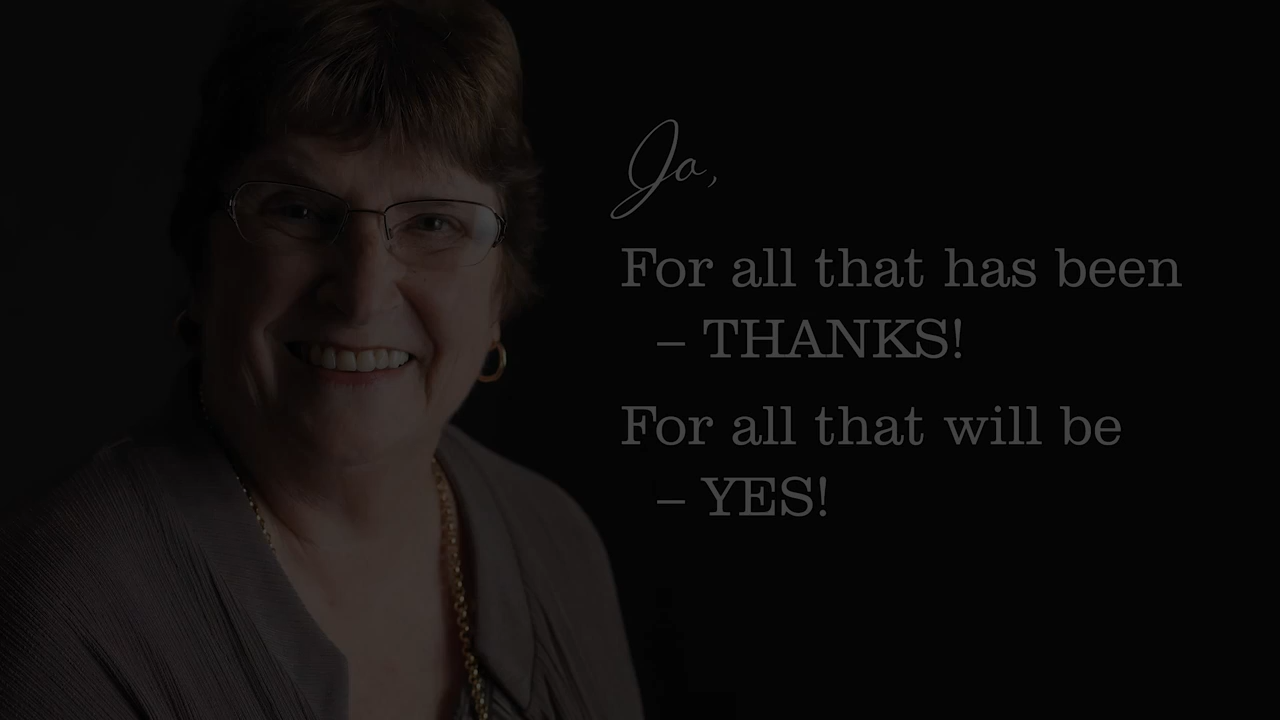 Jo,
For all that has been
– THANKS!
For all that will be
– YES!